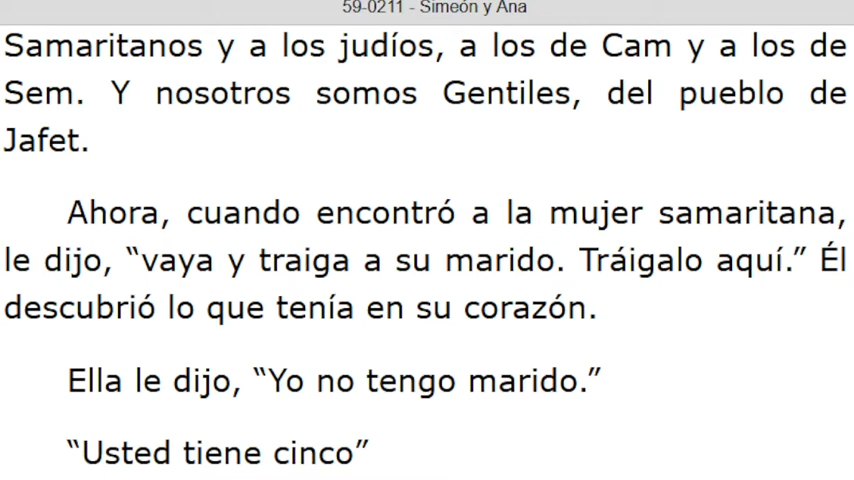 59-0211 - Simeón y Ana
Samaritanos y a los judíos, a los de Cam y a los de
Sem. Y nosotros somos Gentiles, del pueblo de
Jafet.
Ahora, cuando encontró a la mujer samaritana,
le dijo, “vaya y traiga a su marido. Tráigalo aquí.” Él
descubrió lo que tenía en su corazón.
Ella le dijo, “Yo no tengo marido.”
“Usted tiene cinco”